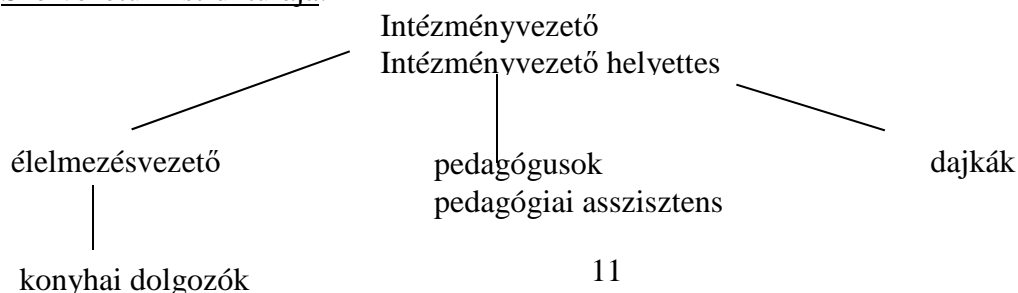 Intézményvezető
Intézményvezető helyettes
élelmezésvezető pedagógusok dajkák
pedagógiai asszisztens
konyhai dolgozók 11